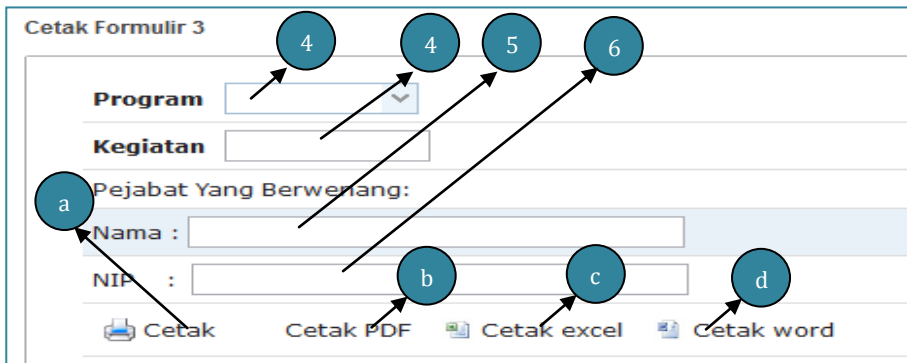 Cetak Formulir 3
4 4 5 6
Program
Kegiatan
a
Pejabat Yang Berwenang:
Nama :
NIP :
b c d
Cetak Cetak PDF Cetak excel Cetak word